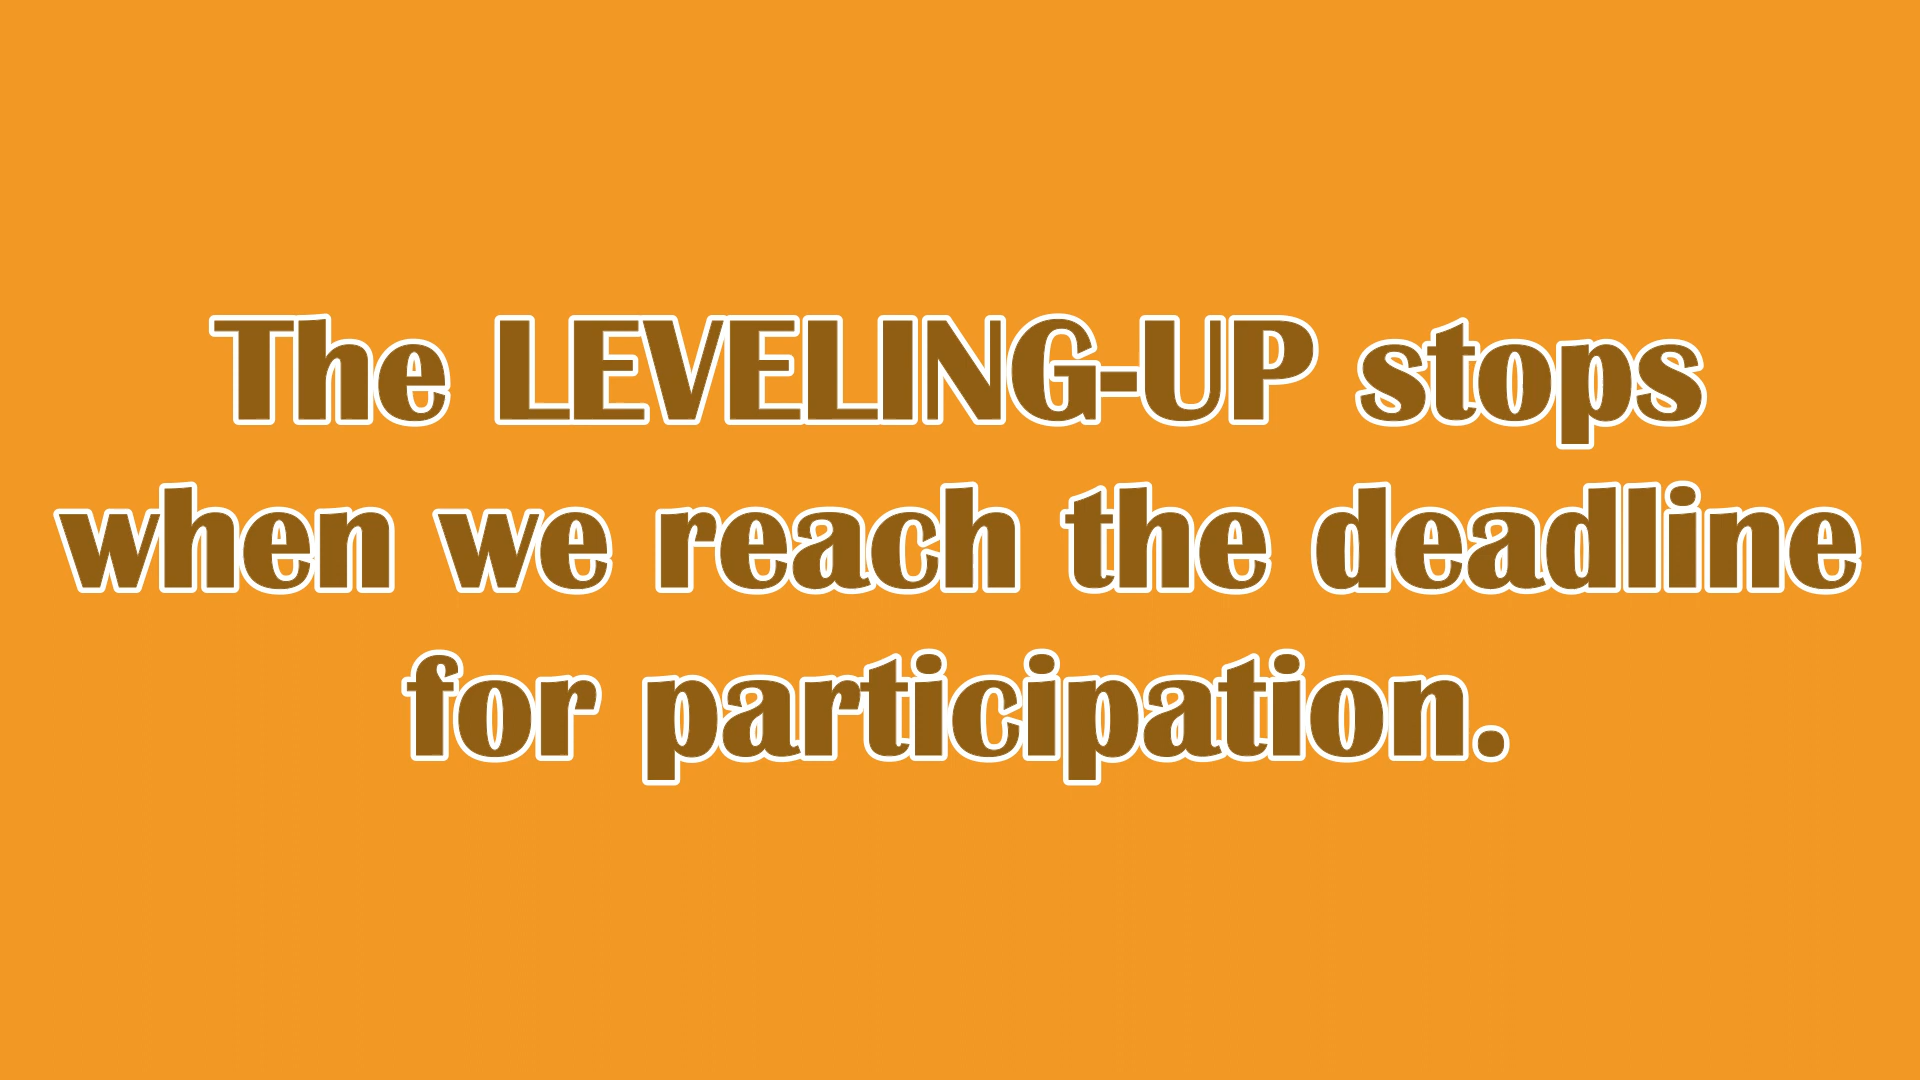 The LEVELING-UP stops
when we reach the deadline
for participation.